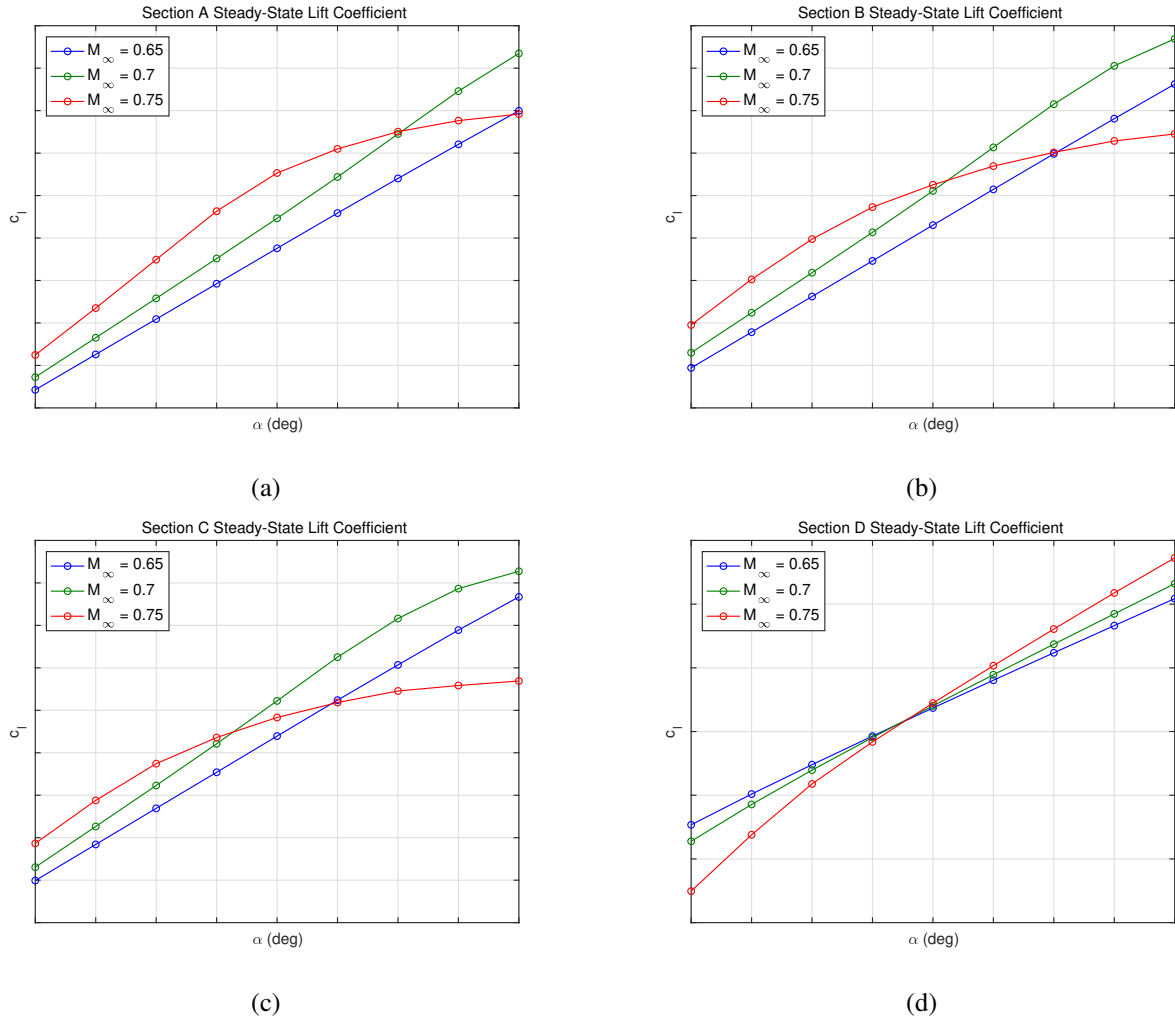 Section A Steady-State Lift Coefficient
M∞ = 0.65
M∞ = 0.7
M∞ = 0.75
c_l
α (deg)
(a)
Section B Steady-State Lift Coefficient
M∞ = 0.65
M∞ = 0.7
M∞ = 0.75
c_l
α (deg)
(b)
Section C Steady-State Lift Coefficient
M∞ = 0.65
M∞ = 0.7
M∞ = 0.75
c_l
α (deg)
(c)
Section D Steady-State Lift Coefficient
M∞ = 0.65
M∞ = 0.7
M∞ = 0.75
c_l
α (deg)
(d)